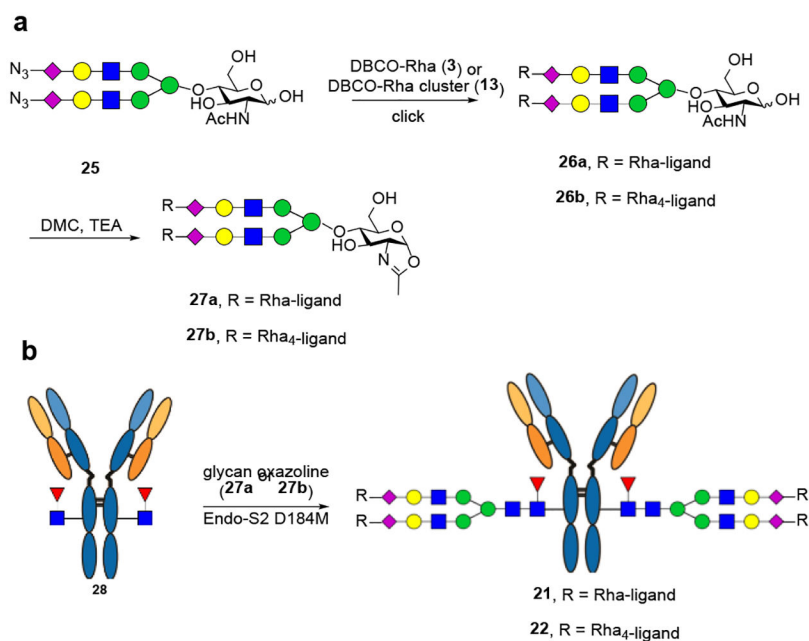 a
N₃
N₃
O
OH
O
HO
AcHN
OH
25
DBCO-Rha (3) or
DBCO-Rha cluster (13)
click
R
R
O
OH
O
HO
AcHN
OH
26a, R = Rha-ligand
26b, R = Rha₄-ligand
DMC, TEA
R
R
O
OH
O
HO
N
O
27a, R = Rha-ligand
27b, R = Rha₄-ligand
b
28
glycan oxazoline
(27a or 27b)
Endo-S2 D184M
R
R
R
R
21, R = Rha-ligand
22, R = Rha₄-ligand